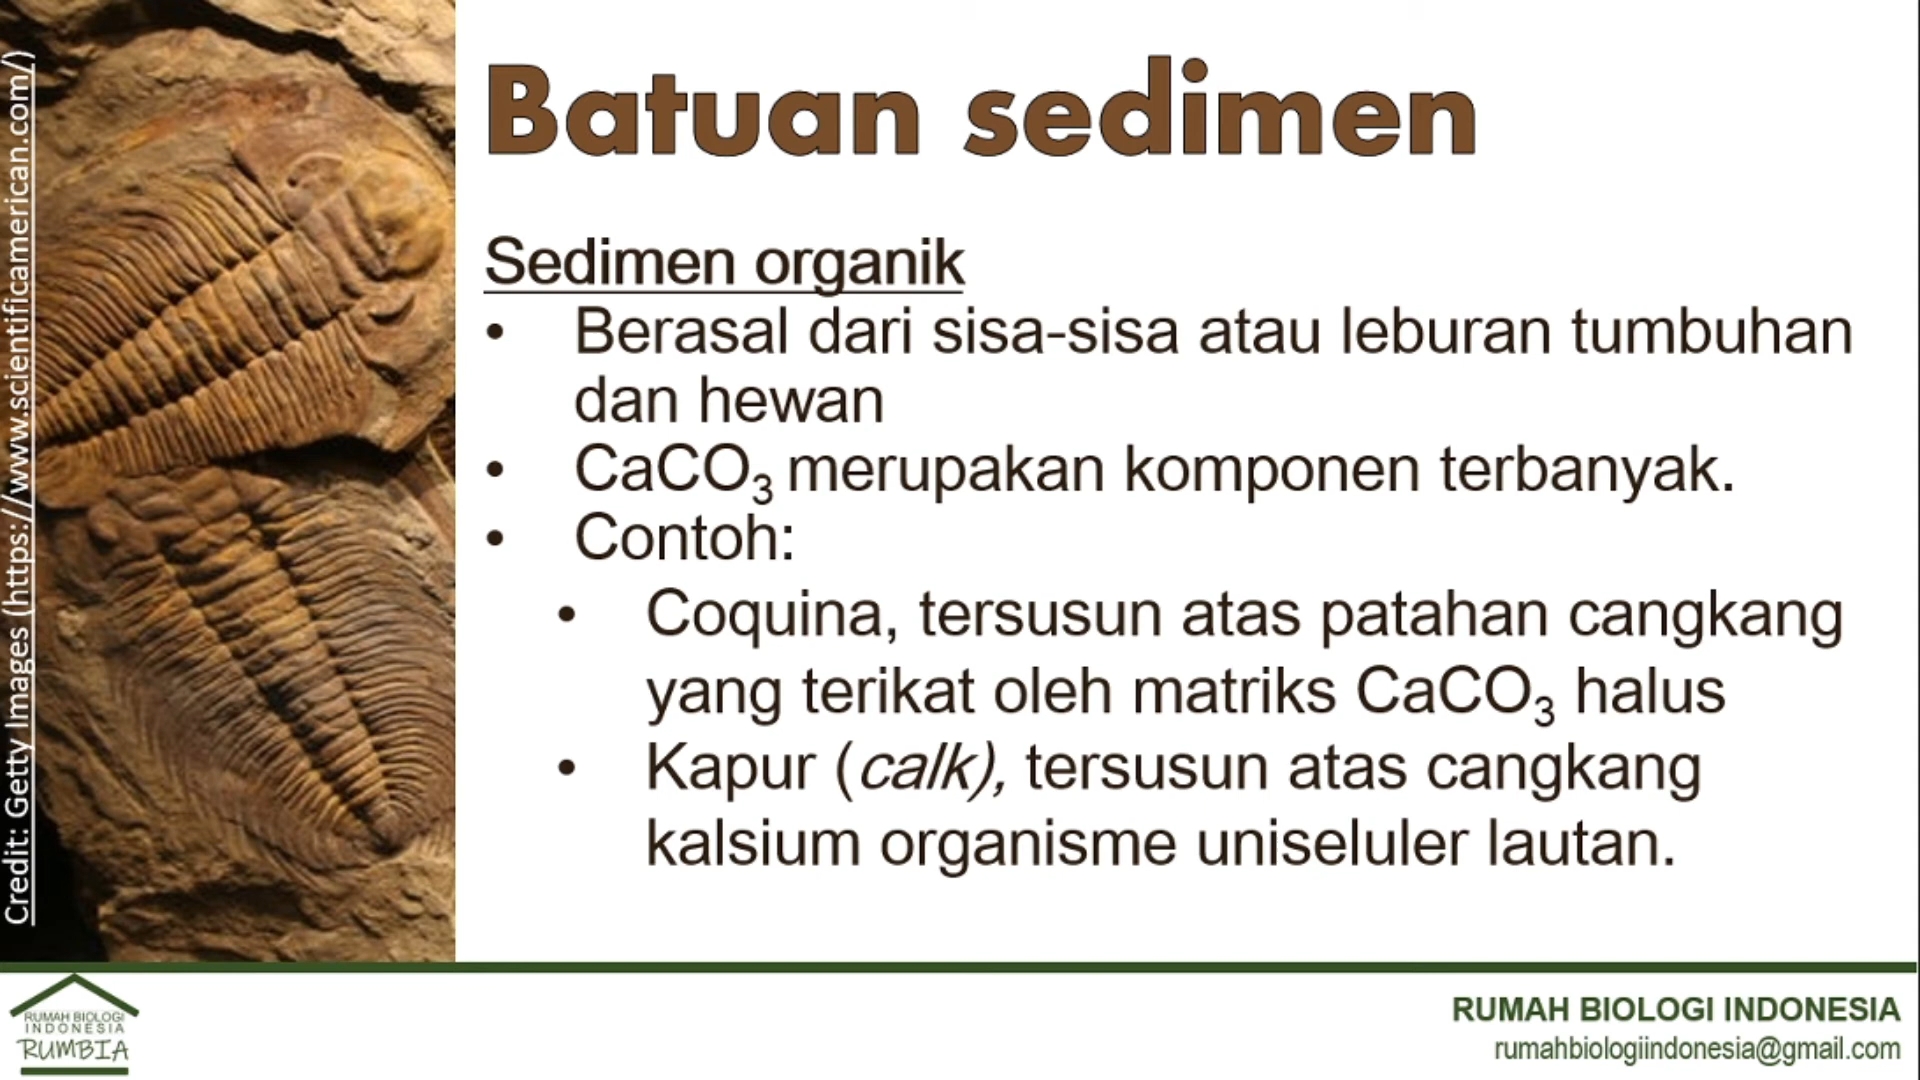 Credit: Getty Images (https://www.scientificamerican.com/)
Batuan sedimen
Sedimen organik
• Berasal dari sisa-sisa atau leburan tumbuhan
dan hewan
• CaCO₃ merupakan komponen terbanyak.
• Contoh:
• Coquina, tersusun atas patahan cangkang
yang terikat oleh matriks CaCO₃ halus
• Kapur (calk), tersusun atas cangkang
kalsium organisme uniseluler lautan.
RUMAH BIOLOGI
INDONESIA
RUMBIA
RUMAH BIOLOGI INDONESIA
rumahbiologiindonesia@gmail.com